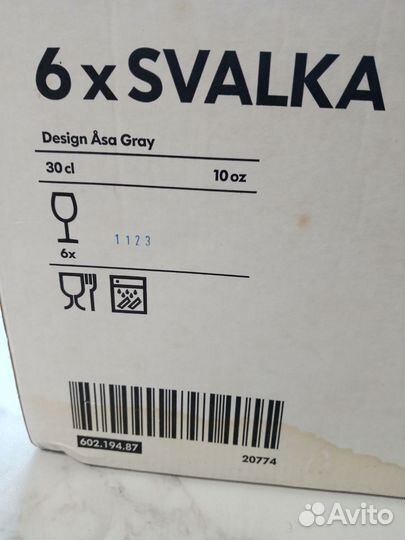 6 x SVALKA
Design Åsa Gray
30 cl 10 oz
6x 1123
602.194.87
20774
Avito